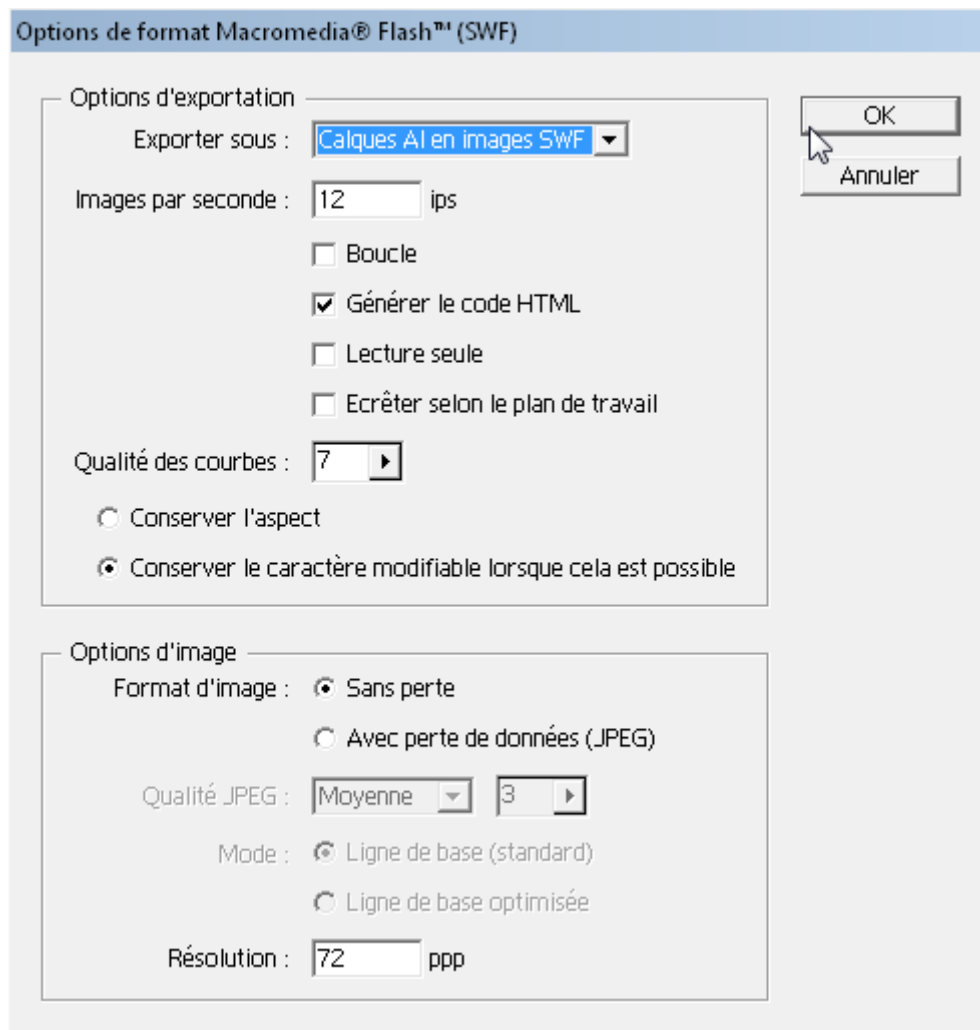 Options de format Macromedia® Flash™ (SWF)
Options d'exportation
Exporter sous : Calques AI en images SWF
OK
Annuler
Images par seconde : 12 ips
Boucle
Générer le code HTML
Lecture seule
Ecrêter selon le plan de travail
Qualité des courbes : 7
Conserver l'aspect
Conserver le caractère modifiable lorsque cela est possible
Options d'image
Format d'image : Sans perte
Avec perte de données (JPEG)
Qualité JPEG : Moyenne 3
Mode : Ligne de base (standard)
Ligne de base optimisée
Résolution : 72 ppp